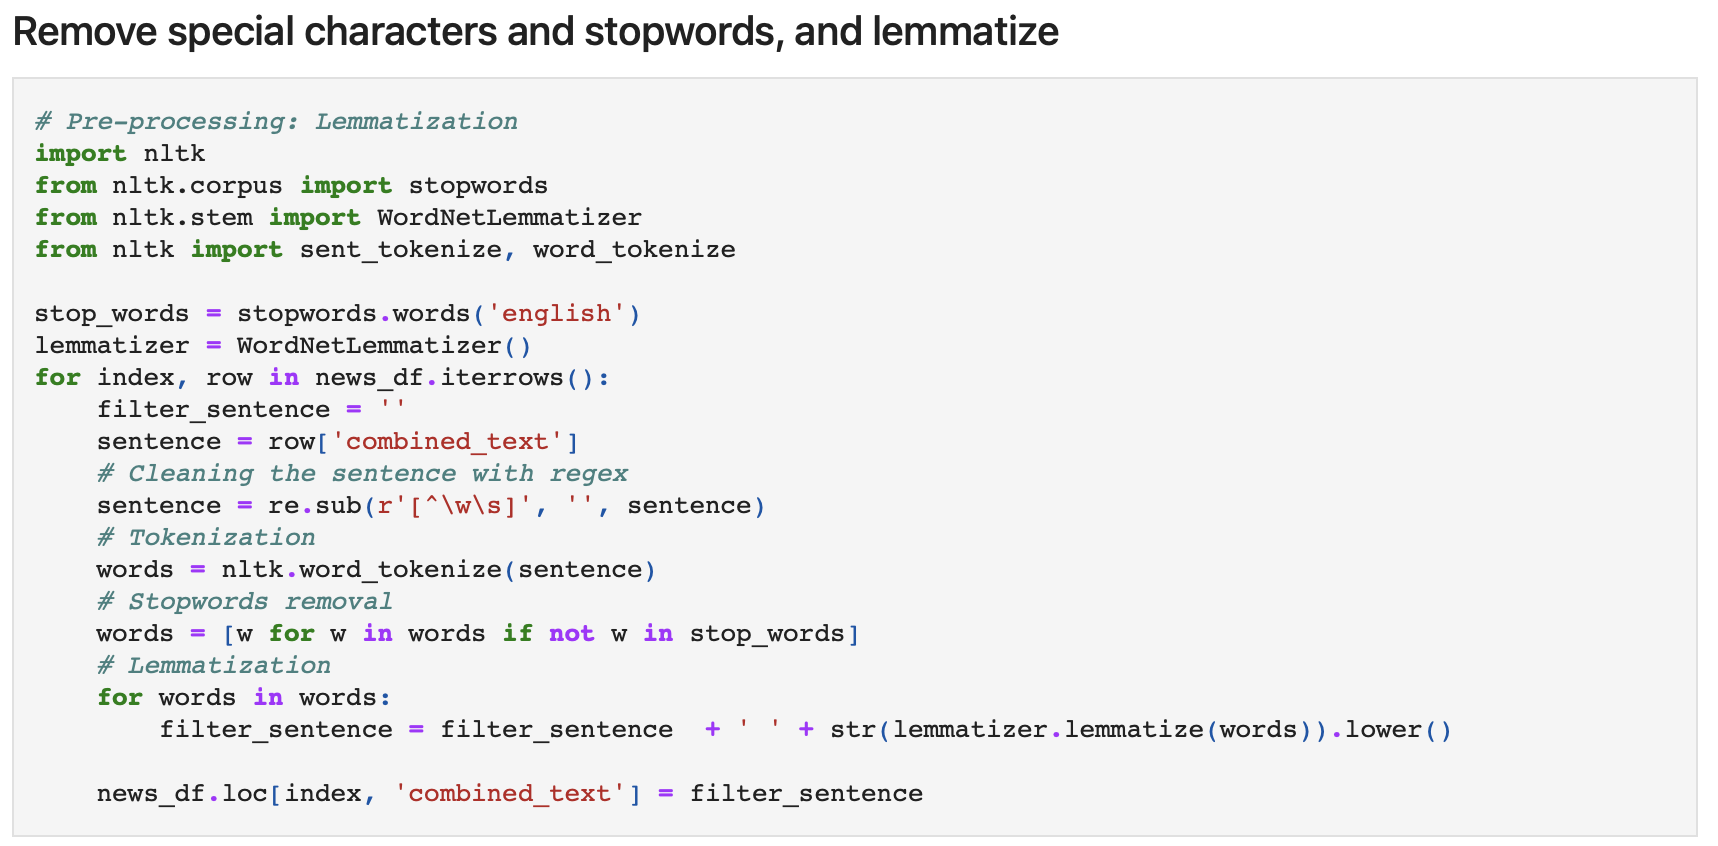 Remove special characters and stopwords, and lemmatize
# Pre-processing: Lemmatization
import nltk
from nltk.corpus import stopwords
from nltk.stem import WordNetLemmatizer
from nltk import sent_tokenize, word_tokenize

stop_words = stopwords.words('english')
lemmatizer = WordNetLemmatizer()
for index, row in news_df.iterrows():
    filter_sentence = ''
    sentence = row['combined_text']
    # Cleaning the sentence with regex
    sentence = re.sub(r'[^\w\s]', '', sentence)
    # Tokenization
    words = nltk.word_tokenize(sentence)
    # Stopwords removal
    words = [w for w in words if not w in stop_words]
    # Lemmatization
    for words in words:
        filter_sentence = filter_sentence  + ' ' + str(lemmatizer.lemmatize(words)).lower()

    news_df.loc[index, 'combined_text'] = filter_sentence